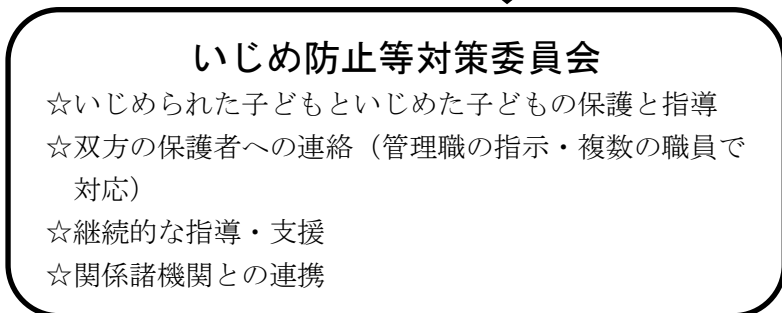 いじめ防止等対策委員会
☆いじめられた子どもといじめた子どもの保護と指導
☆双方の保護者への連絡（管理職の指示・複数の職員で
対応）
☆継続的な指導・支援
☆関係諸機関との連携